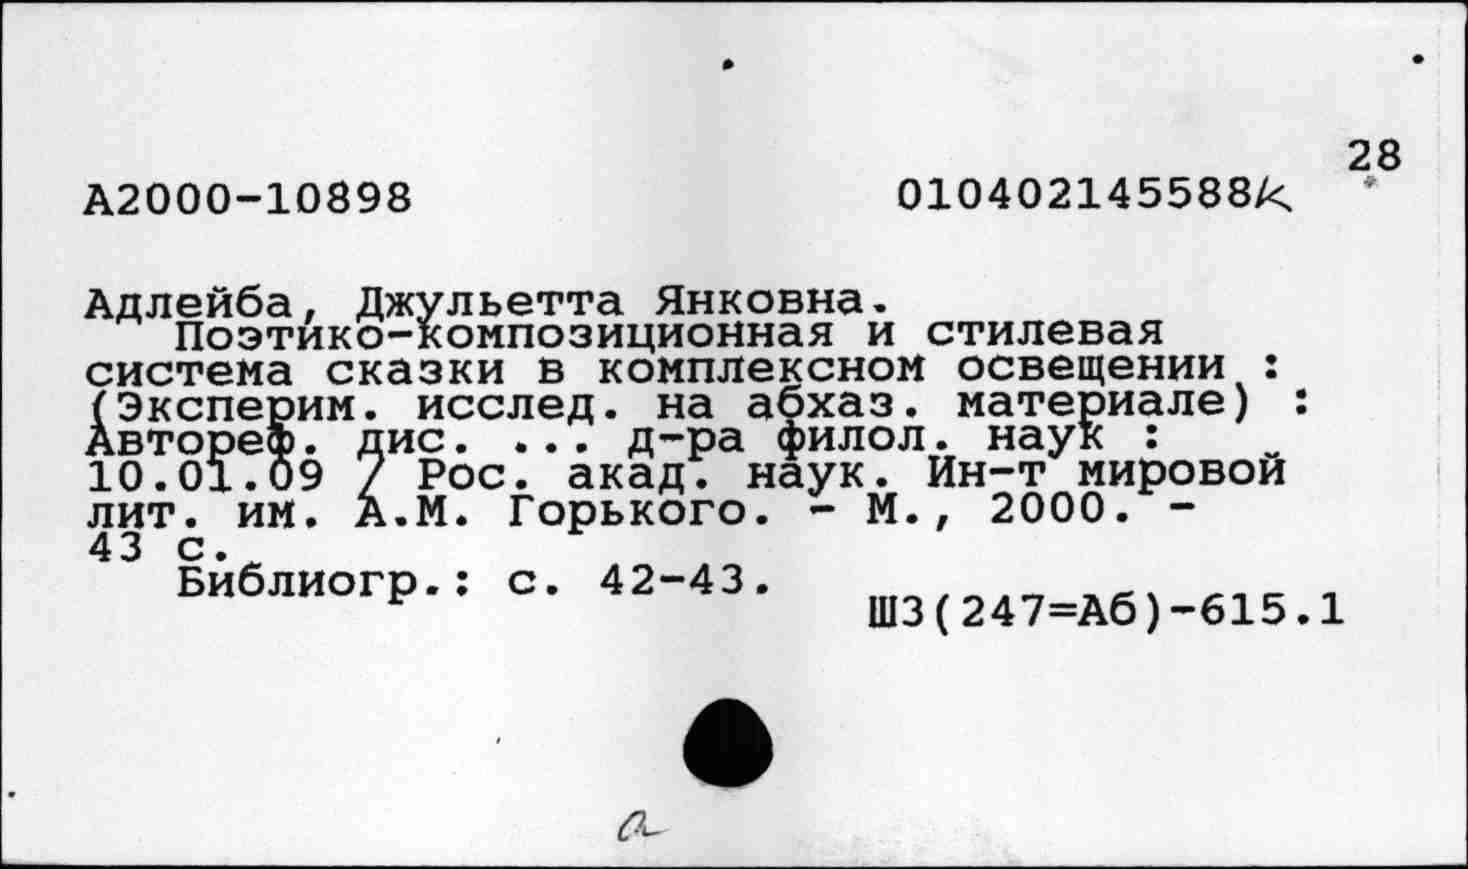 28
А2000-10898 010402145588/к
Адлейба, Джульетта Янковна.
Поэтико-композиционная и стилевая
система сказки в комплексном освещении :
(Эксперим. исслед. на абхаз. материале) :
Автореф. дис. ... д-ра филол. наук :
10.01.09 / Рос. акад. наук. Ин-т мировой
лит. им. А.М. Горького. - М., 2000. -
43 с.
Библиогр.: с. 42-43.
Ш3(247=Аб)-615.1
а